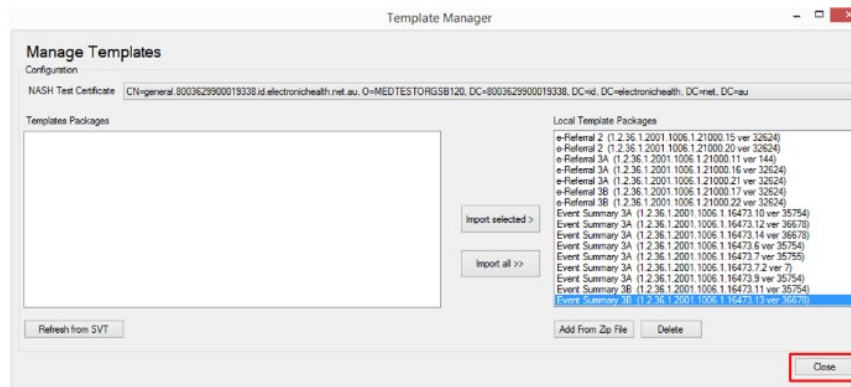 Template Manager
Manage Templates
Configuration
NASH Test Certificate
CN=general.8003629900019338.id.electronichealth.net.au, O=MEDTESTORGSB120, DC=8003629900019338, DC=id, DC=electronichealth, DC=net, DC=au
Templates Packages
Local Template Packages
e-Referral 2 (1.2.36.1.2001.1006.1.21000.15 ver 32624)
e-Referral 2 (1.2.36.1.2001.1006.1.21000.20 ver 32624)
e-Referral 3A (1.2.36.1.2001.1006.1.21000.11 ver 144)
e-Referral 3A (1.2.36.1.2001.1006.1.21000.16 ver 32624)
e-Referral 3A (1.2.36.1.2001.1006.1.21000.21 ver 32624)
e-Referral 3B (1.2.36.1.2001.1006.1.21000.17 ver 32624)
e-Referral 3B (1.2.36.1.2001.1006.1.21000.22 ver 32624)
Event Summary 3A (1.2.36.1.2001.1006.1.16473.10 ver 35754)
Event Summary 3A (1.2.36.1.2001.1006.1.16473.12 ver 36678)
Event Summary 3A (1.2.36.1.2001.1006.1.16473.14 ver 36678)
Event Summary 3A (1.2.36.1.2001.1006.1.16473.6 ver 35754)
Event Summary 3A (1.2.36.1.2001.1006.1.16473.7 ver 35755)
Event Summary 3A (1.2.36.1.2001.1006.1.16473.7.2 ver 7)
Event Summary 3A (1.2.36.1.2001.1006.1.16473.9 ver 35754)
Event Summary 3B (1.2.36.1.2001.1006.1.16473.11 ver 35754)
Event Summary 3B (1.2.36.1.2001.1006.1.16473.13 ver 36678)
Import selected >
Import all >>
Refresh from SVT
Add From Zip File
Delete
Close